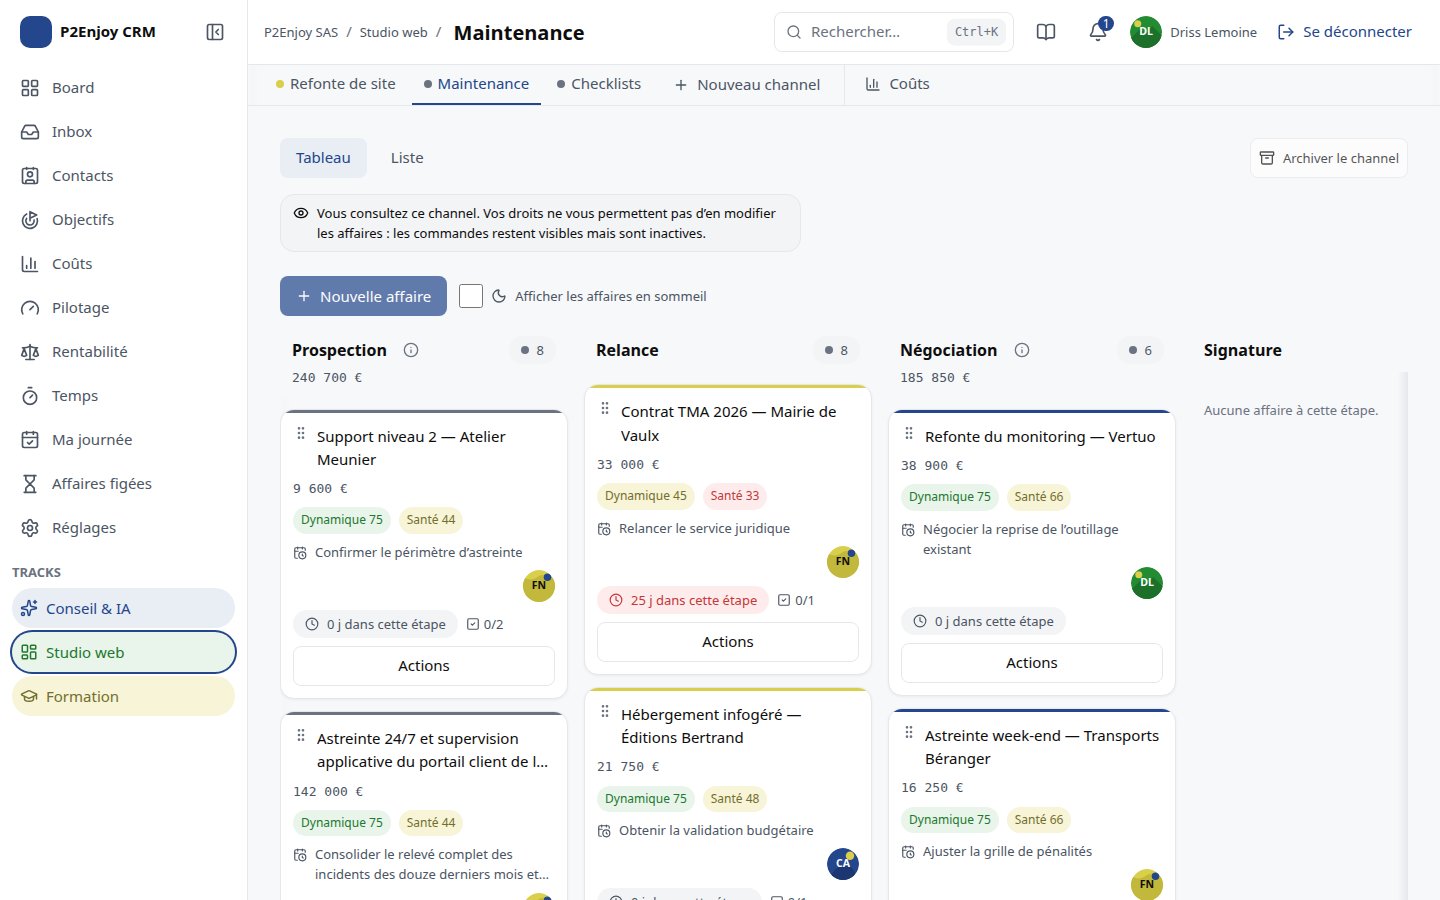 P2Enjoy CRM
P2Enjoy SAS / Studio web / Maintenance
Rechercher...
Ctrl+K
1
DL
Driss Lemoine
Se déconnecter
Board
Inbox
Contacts
Objectifs
Coûts
Pilotage
Rentabilité
Temps
Ma journée
Affaires figées
Réglages
TRACKS
Conseil & IA
Studio web
Formation
Refonte de site
Maintenance
Checklists
Nouveau channel
Coûts
Tableau
Liste
Archiver le channel
Vous consultez ce channel. Vos droits ne vous permettent pas d’en modifier
les affaires : les commandes restent visibles mais sont inactives.
Nouvelle affaire
Afficher les affaires en sommeil
Prospection
8
240 700 €
Support niveau 2 — Atelier
Meunier
9 600 €
Dynamique 75
Santé 44
Confirmer le périmètre d’astreinte
FN
0 j dans cette étape
0/2
Actions
Astreinte 24/7 et supervision
applicative du portail client de l...
142 000 €
Dynamique 75
Santé 44
Consolider le relevé complet des
incidents des douze derniers mois et...
Relance
8
Contrat TMA 2026 — Mairie de
Vaulx
33 000 €
Dynamique 45
Santé 33
Relancer le service juridique
FN
25 j dans cette étape
0/1
Actions
Hébergement infogéré —
Éditions Bertrand
21 750 €
Dynamique 75
Santé 48
Obtenir la validation budgétaire
CA
Négociation
6
185 850 €
Refonte du monitoring — Vertuo
38 900 €
Dynamique 75
Santé 66
Négocier la reprise de l’outillage
existant
DL
0 j dans cette étape
Actions
Astreinte week-end — Transports
Béranger
16 250 €
Dynamique 75
Santé 66
Ajuster la grille de pénalités
FN
Signature
Aucune affaire à cette étape.